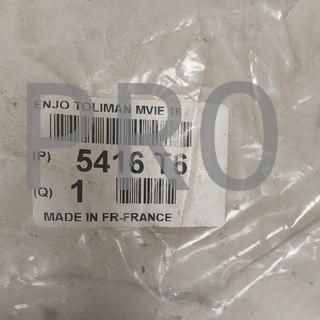 ENJO TOLIMAN MVIE 16
PRO
(P) 5416 T6
(Q) 1
MADE IN FR-FRANCE